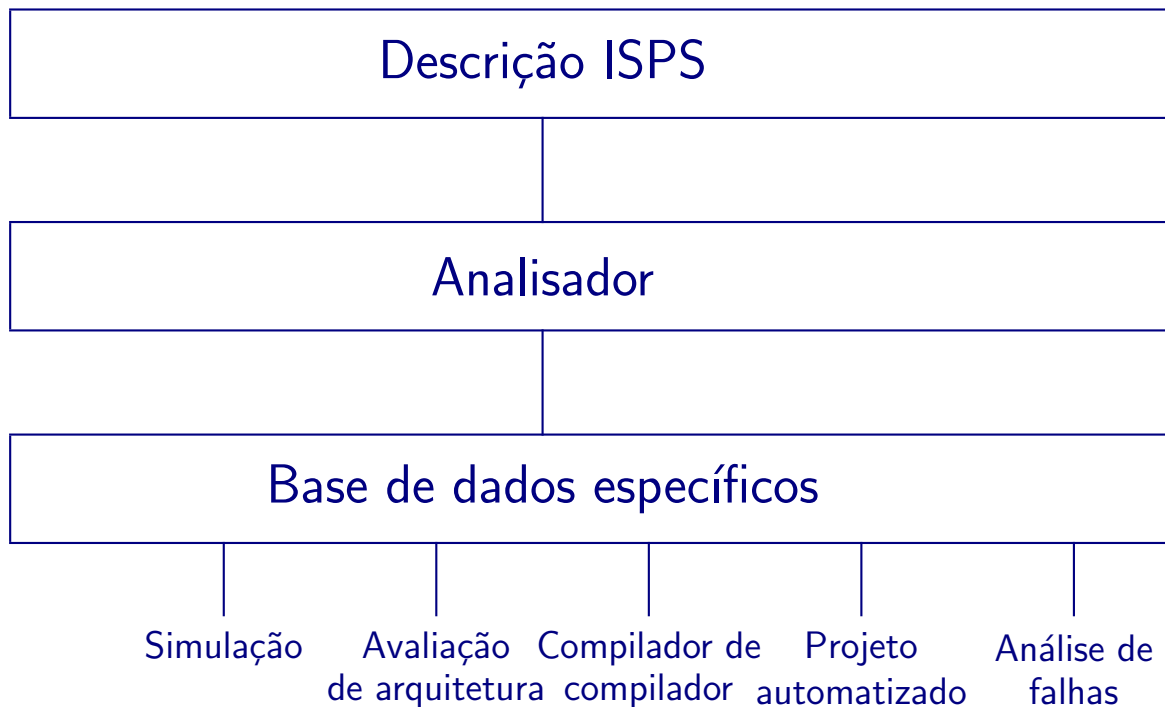 Descrição ISPS
Analisador
Base de dados específicos
Simulação
Avaliação
de arquitetura
Compilador de
compilador
Projeto
automatizado
Análise de
falhas